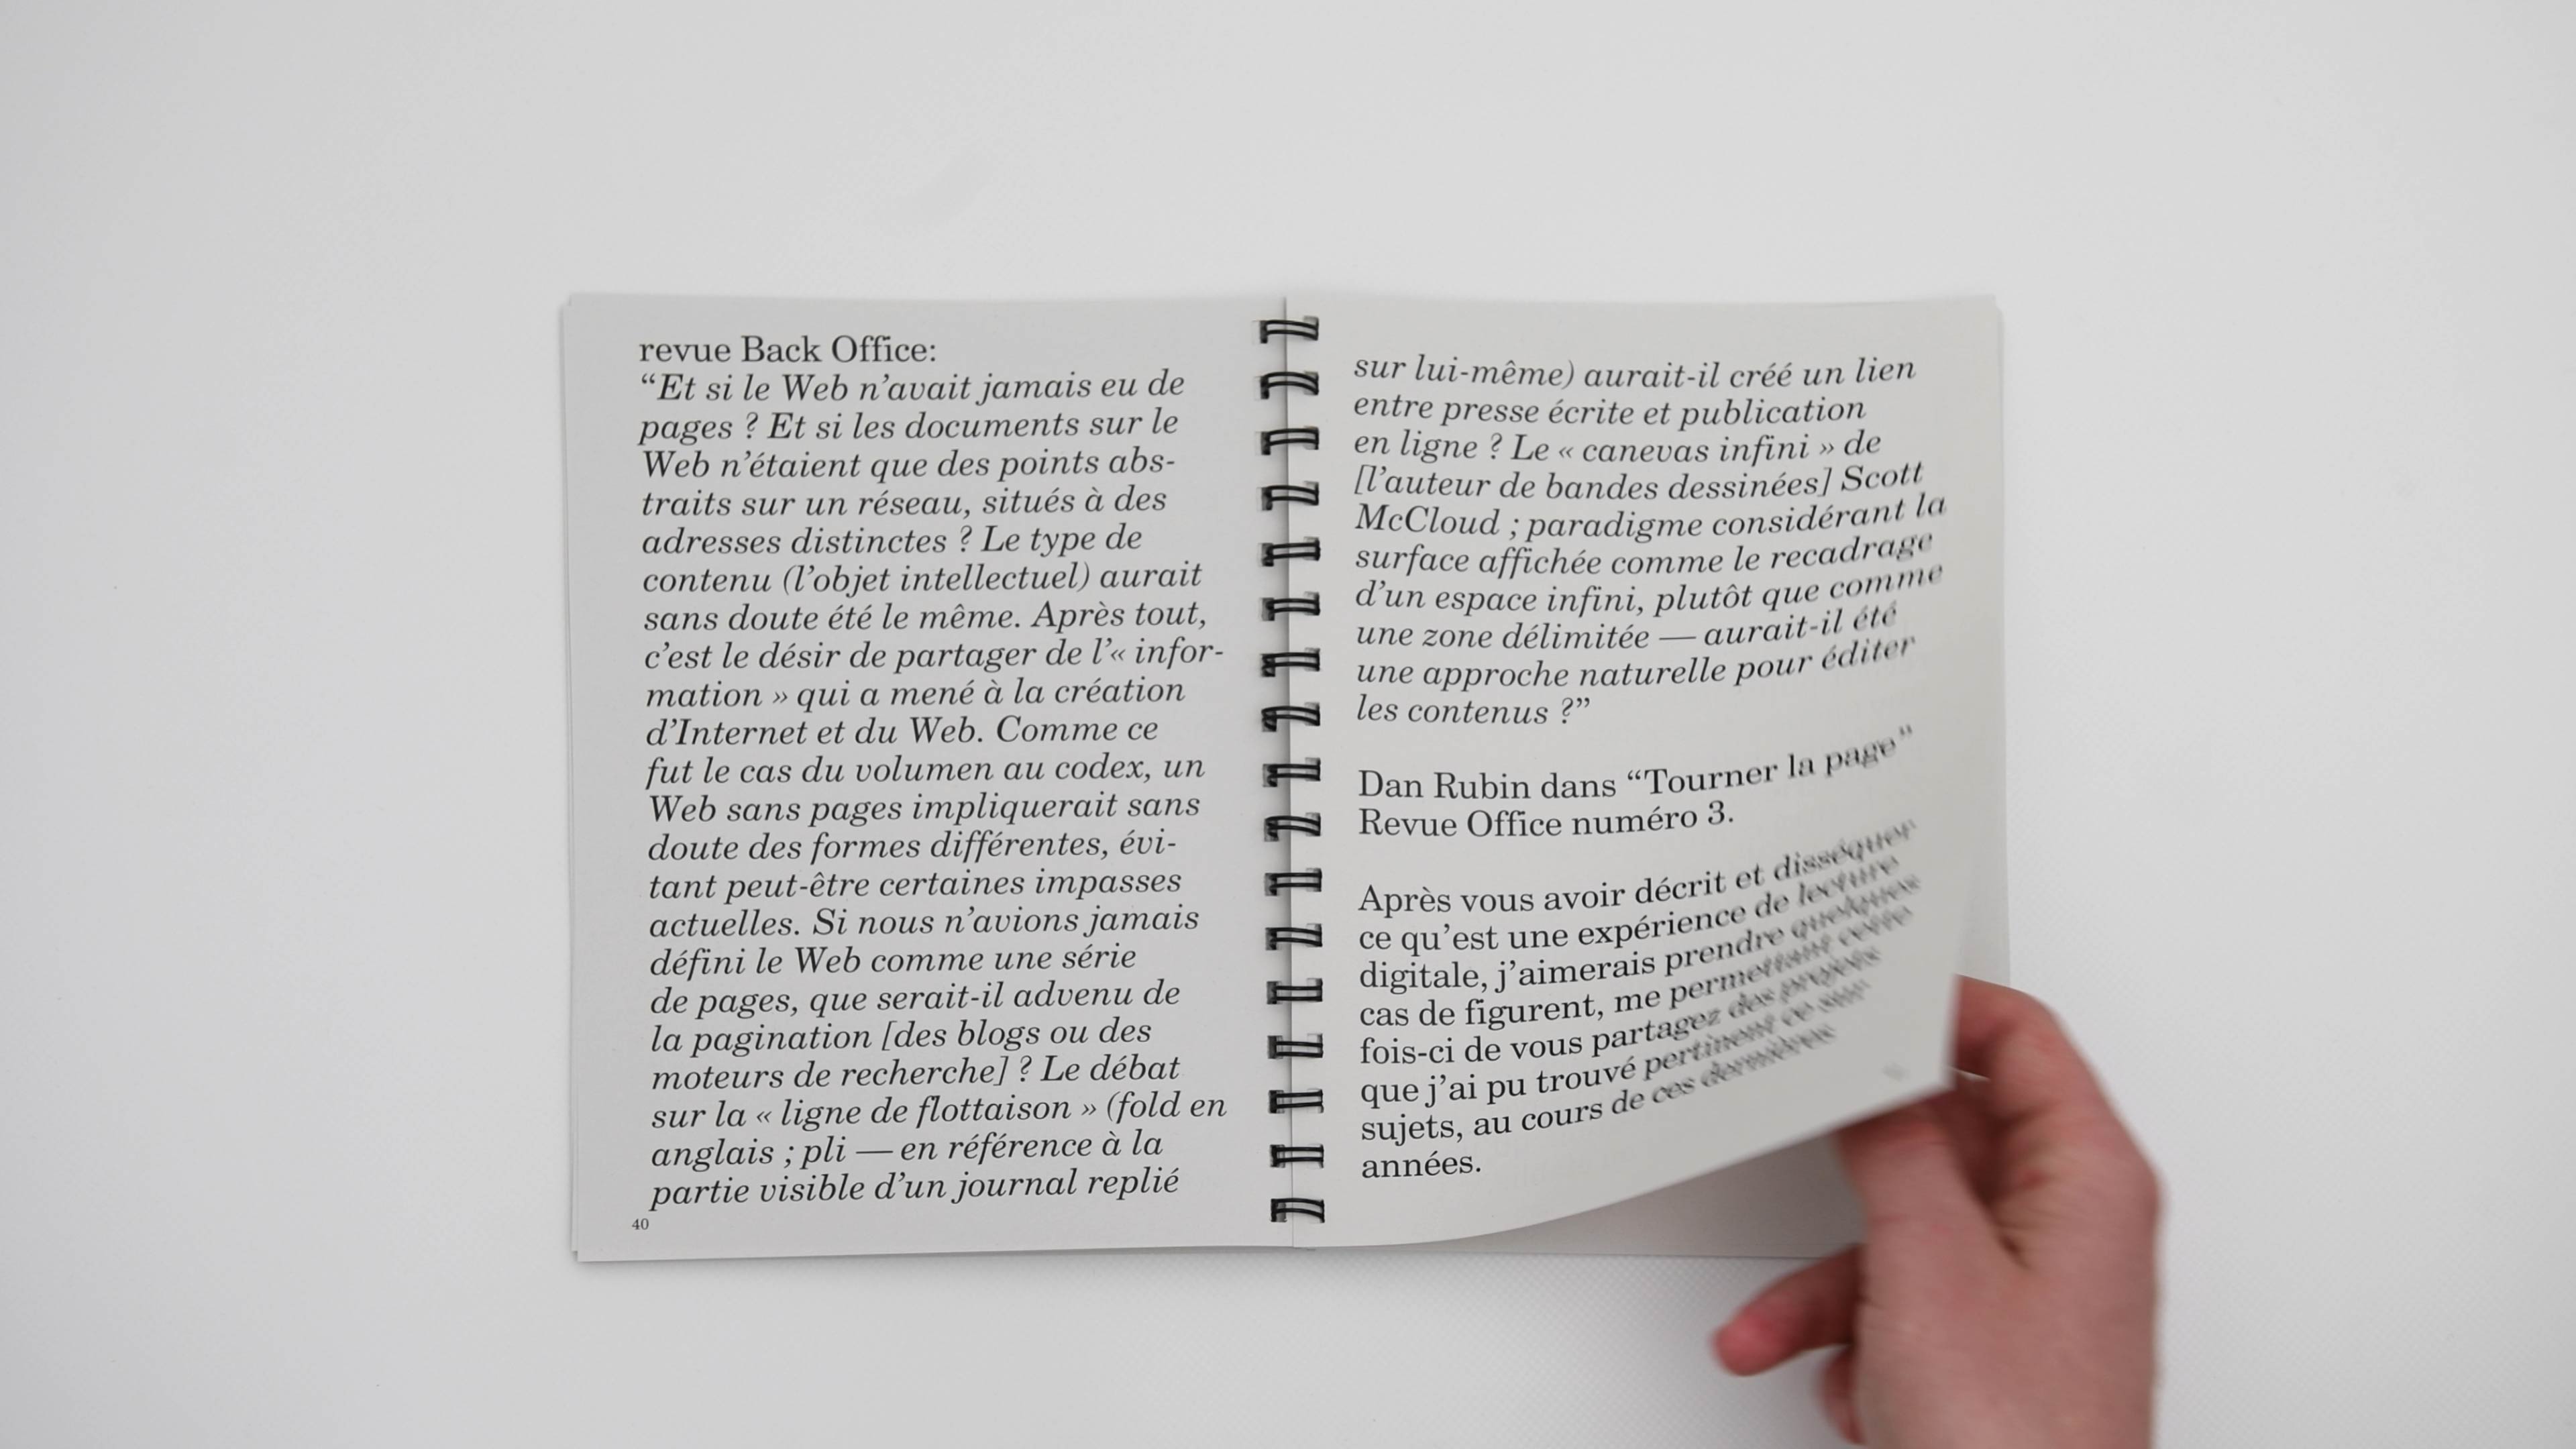 revue Back Office:
“Et si le Web n’avait jamais eu de
pages ? Et si les documents sur le
Web n’étaient que des points abs-
traits sur un réseau, situés à des
adresses distinctes ? Le type de
contenu (l’objet intellectuel) aurait
sans doute été le même. Après tout,
c’est le désir de partager de l’« infor-
mation » qui a mené à la création
d’Internet et du Web. Comme ce
fut le cas du volumen au codex, un
Web sans pages impliquerait sans
doute des formes différentes, évi-
tant peut-être certaines impasses
actuelles. Si nous n’avions jamais
défini le Web comme une série
de pages, que serait-il advenu de
la pagination [des blogs ou des
moteurs de recherche] ? Le débat
sur la « ligne de flottaison » (fold en
anglais ; pli — en référence à la
partie visible d’un journal replié
40
sur lui-même) aurait-il créé un lien
entre presse écrite et publication
en ligne ? Le « canevas infini » de
[l’auteur de bandes dessinées] Scott
McCloud ; paradigme considérant la
surface affichée comme le recadrage
d’un espace infini, plutôt que comme
une zone délimitée — aurait-il été
une approche naturelle pour éditer
les contenus ?”
Dan Rubin dans “Tourner la page”
Revue Office numéro 3.
Après vous avoir décrit et disséquer
ce qu’est une expérience de lecture
digitale, j’aimerais prendre quelques
cas de figurent, me permettant cette
fois-ci de vous partagez des projets
que j’ai pu trouvé pertinent ce sur
sujets, au cours de ces dernières
années.